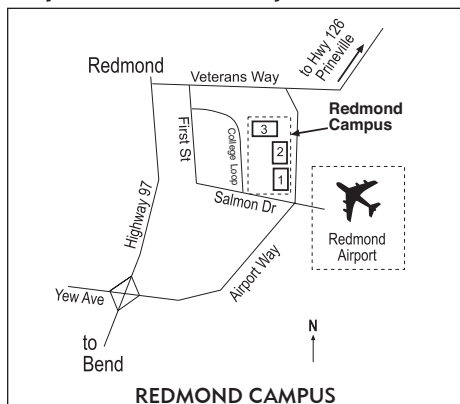 to Hwy 126
Prineville
Redmond
Veterans Way
Redmond
Campus
First St
College Loop
3
2
1
Salmon Dr
Highway 97
Airport Way
Redmond
Airport
Yew Ave
to
Bend
N
REDMOND CAMPUS